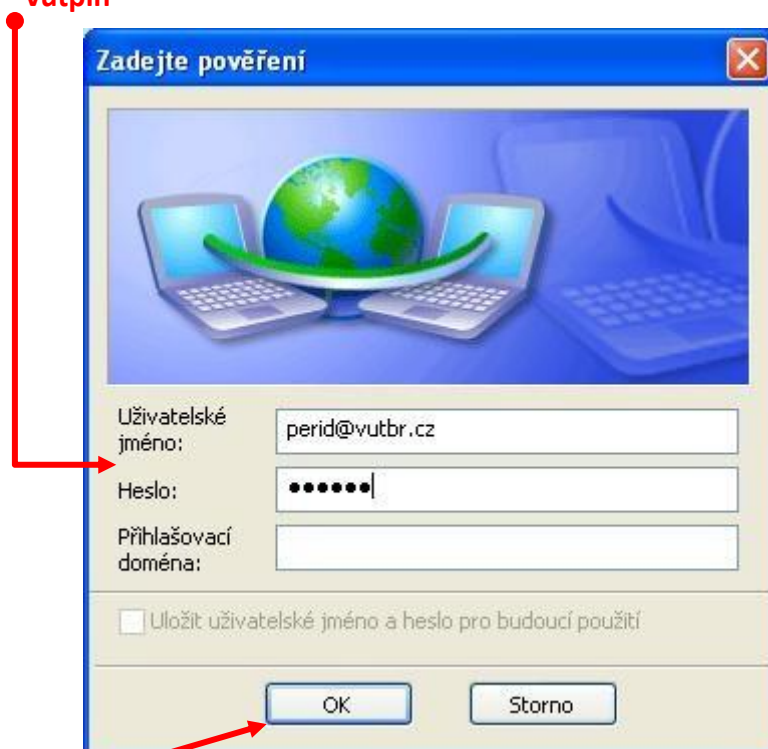 vutpin
Zadejte pověření
Uživatelské
jméno:
perid@vutbr.cz
Heslo:
●●●●●●
Přihlašovací
doména:
Uložit uživatelské jméno a heslo pro budoucí použití
OK
Storno